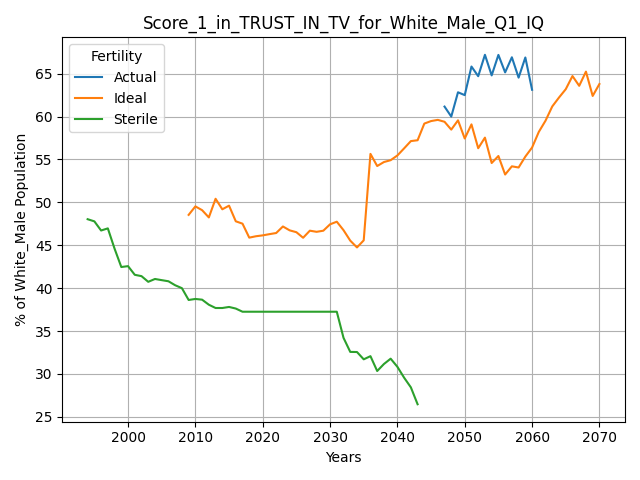 Score_1_in_TRUST_IN_TV_for_White_Male_Q1_IQ
Fertility
Actual
Ideal
Sterile
% of White_Male Population
65
60
55
50
45
40
35
30
25
2000
2010
2020
2030
2040
2050
2060
2070
Years